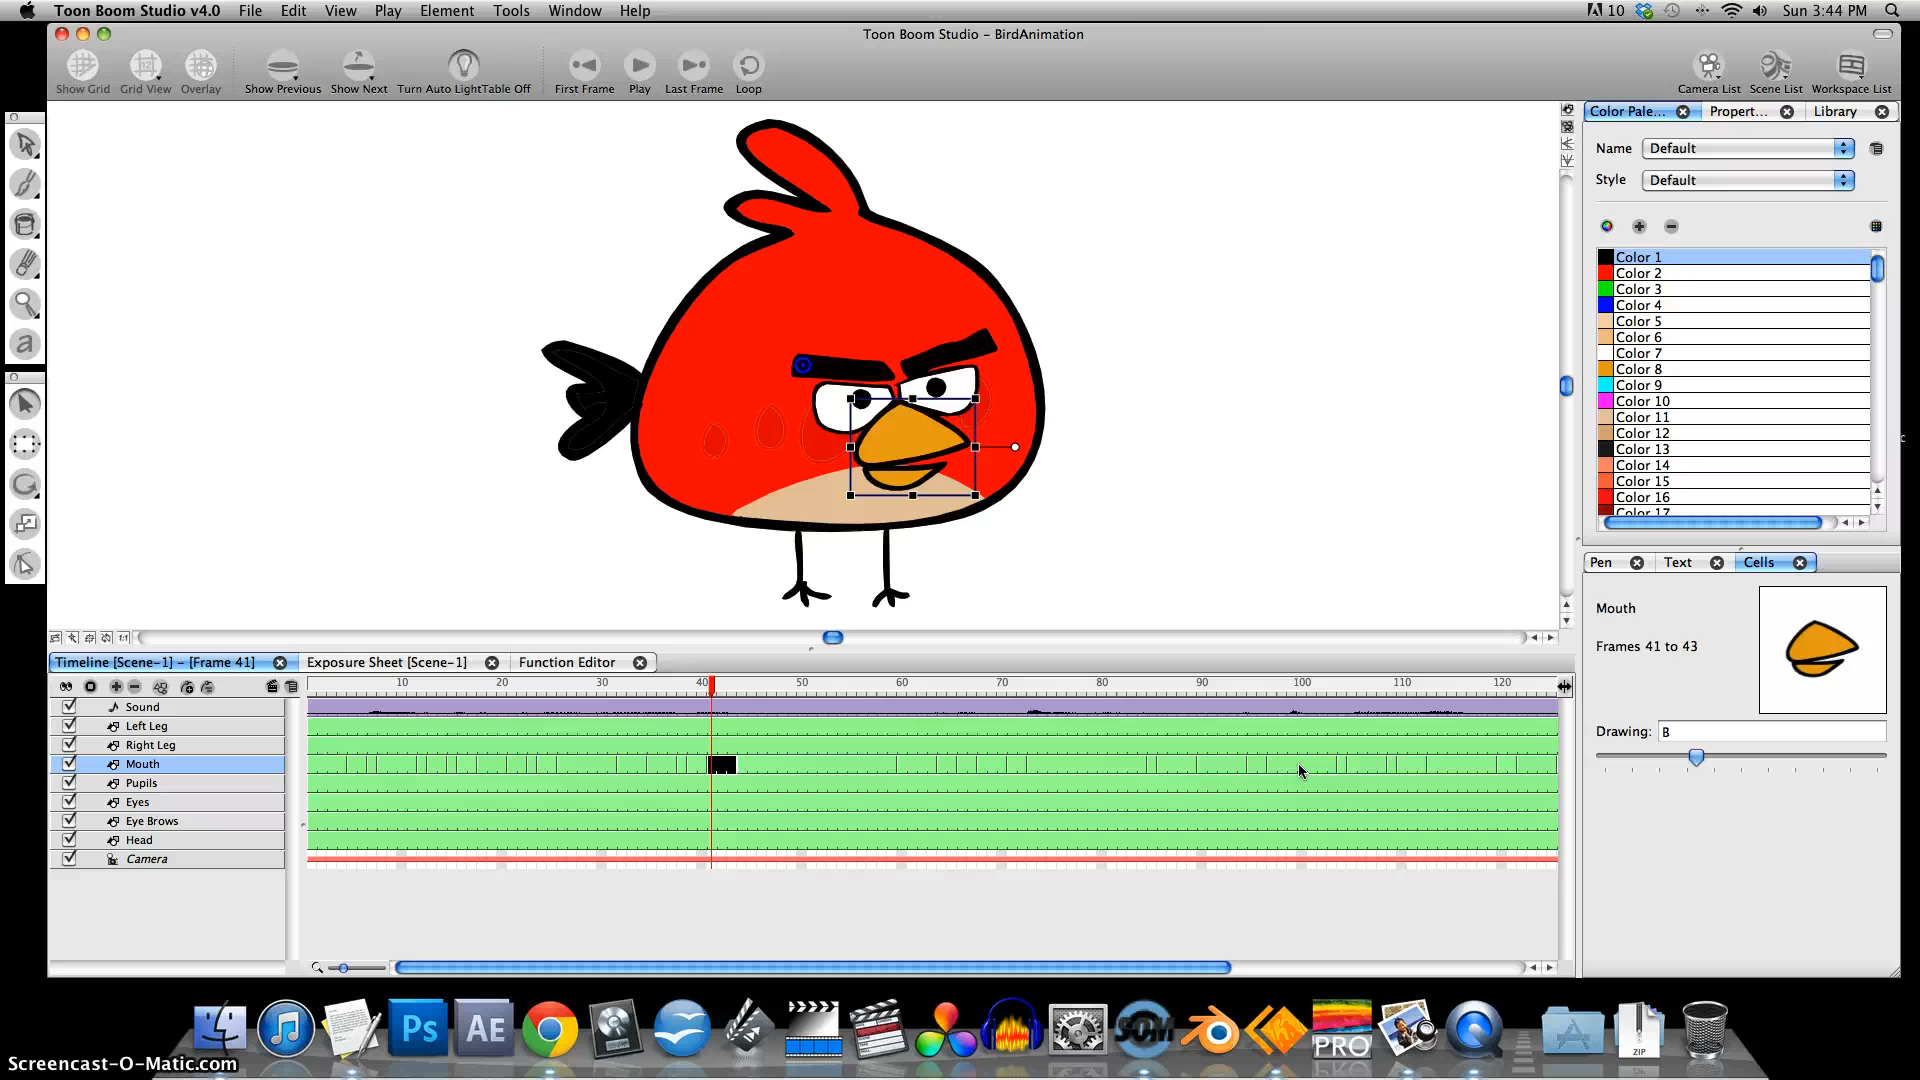 Toon Boom Studio v4.0 File Edit View Play Element Tools Window Help 10 Sun 3:44 PM
Toon Boom Studio - BirdAnimation
Show Grid Grid View Overlay Show Previous Show Next Turn Auto LightTable Off First Frame Play Last Frame Loop Camera List Scene List Workspace List
Color Pale... Propert... Library
Name Default
Style Default
Color 1
Color 2
Color 3
Color 4
Color 5
Color 6
Color 7
Color 8
Color 9
Color 10
Color 11
Color 12
Color 13
Color 14
Color 15
Color 16
Color 17
Pen Text Cells
Mouth
Frames 41 to 43
Drawing: B
Timeline [Scene-1] - [Frame 41] Exposure Sheet [Scene-1] Function Editor
10 20 30 40 50 60 70 80 90 100 110 120
Sound
Left Leg
Right Leg
Mouth
Pupils
Eyes
Eye Brows
Head
Camera
Ps AE SOM PRO ZIP
Screencast-O-Matic.com